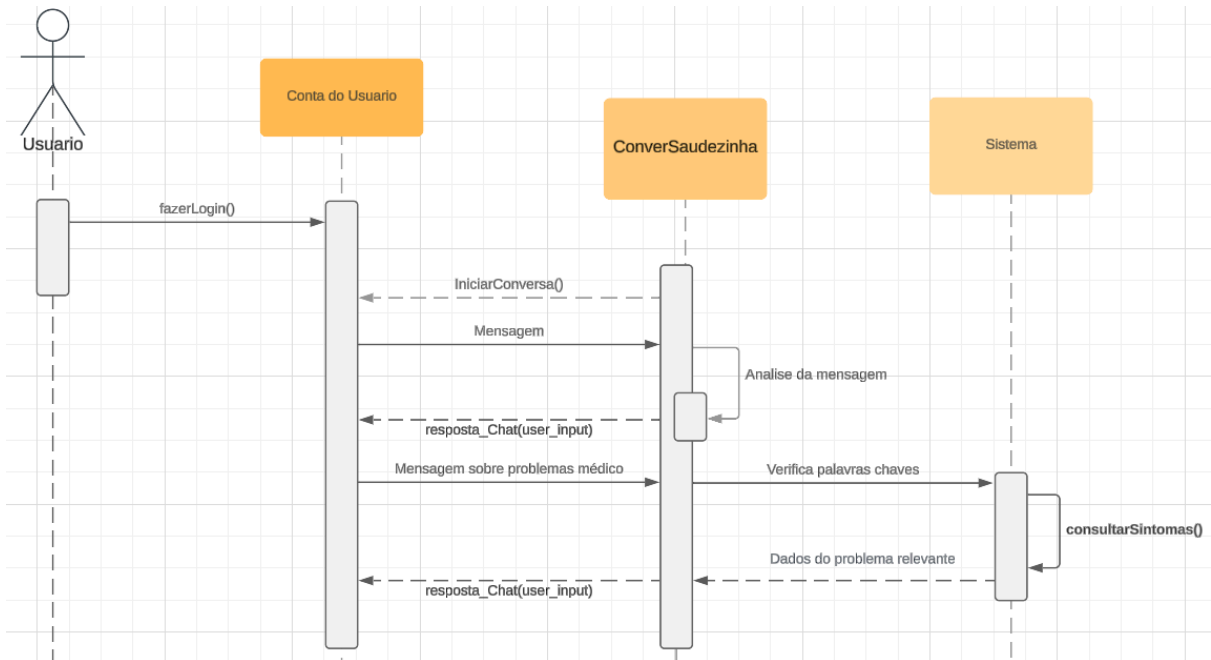 Usuario
Conta do Usuario
ConverSaudezinha
Sistema
fazerLogin()
IniciarConversa()
Mensagem
Analise da mensagem
resposta_Chat(user_input)
Mensagem sobre problemas médico
Verifica palavras chaves
consultarSintomas()
Dados do problema relevante
resposta_Chat(user_input)